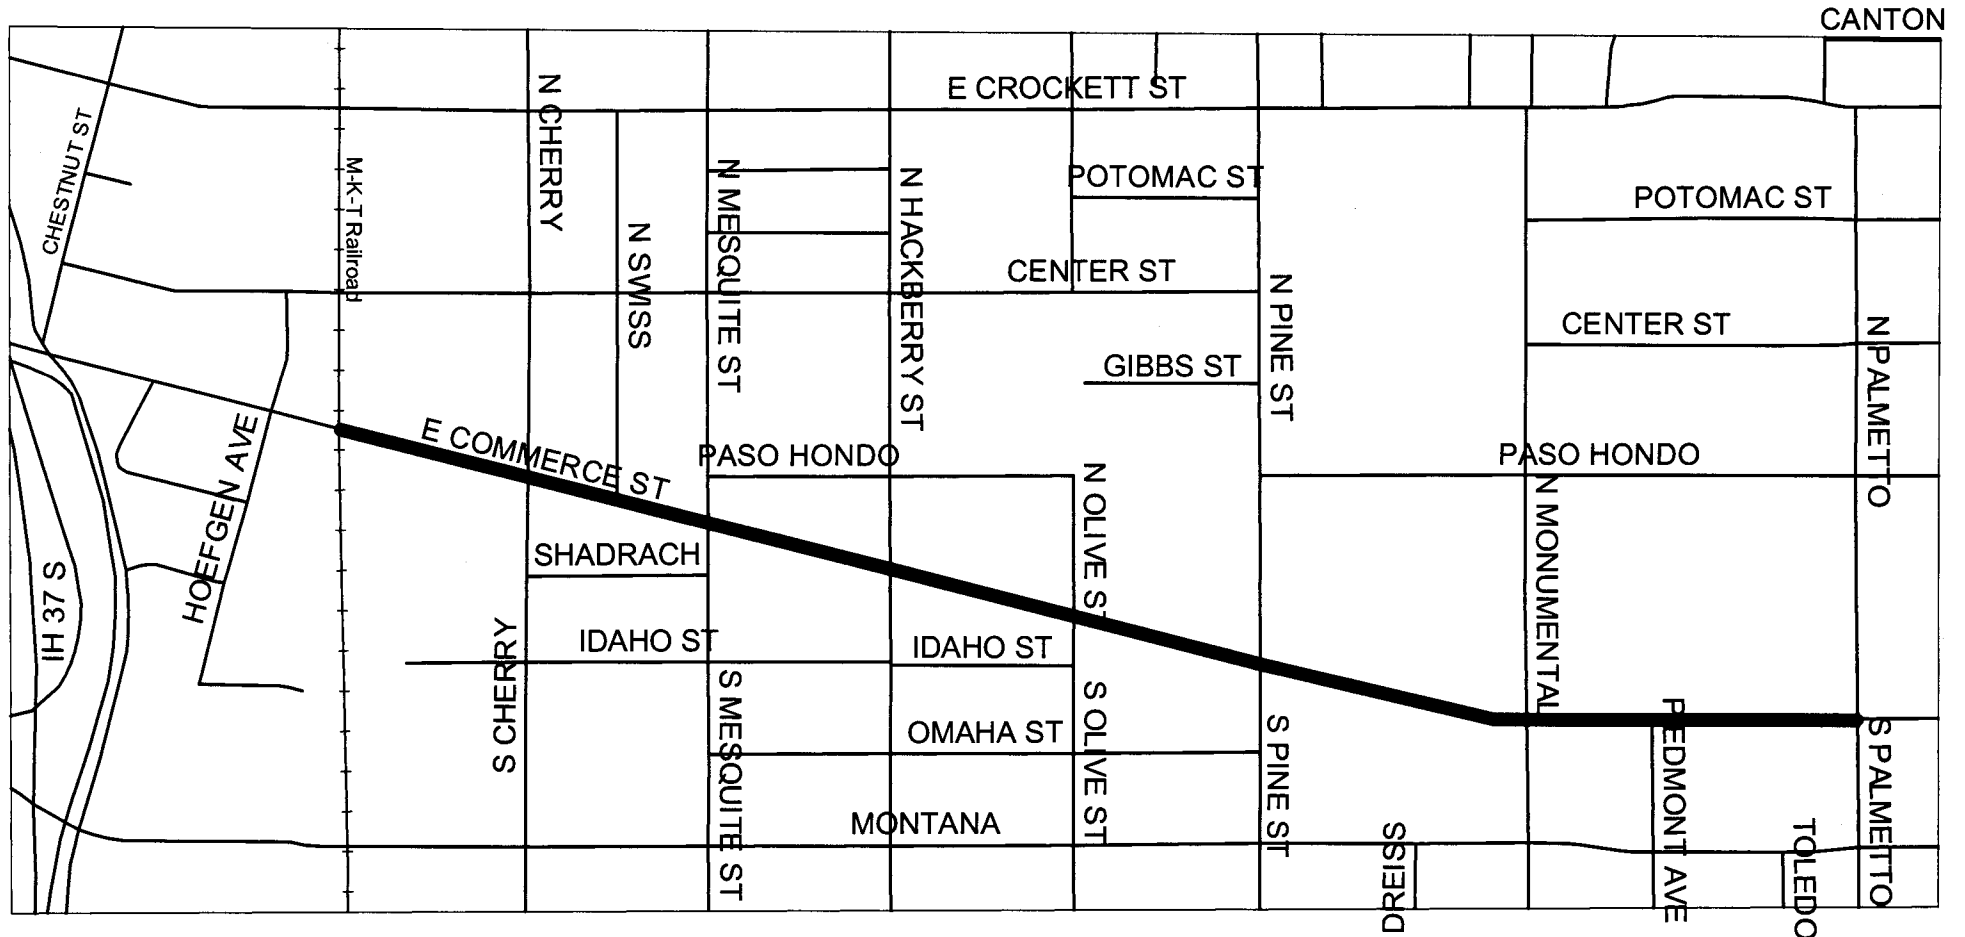 CANTON
E CROCKETT ST
N CHERRY
CHESTNUT ST
M-K-T Railroad
N SWISS
N MESQUITE ST
N HACKBERRY ST
POTOMAC ST
POTOMAC ST
CENTER ST
N PINE ST
CENTER ST
N PALMETTO
GIBBS ST
HOEFGEN AVE
E COMMERCE ST
PASO HONDO
PASO HONDO
N OLIVE ST
N MONUMENTAL
SHADRACH
IH 37 S
S CHERRY
IDAHO ST
IDAHO ST
S MESQUITE ST
S OLIVE ST
OMAHA ST
S PINE ST
PIEDMONT AVE
S PALMETTO
MONTANA
DREISS
TOLEDO